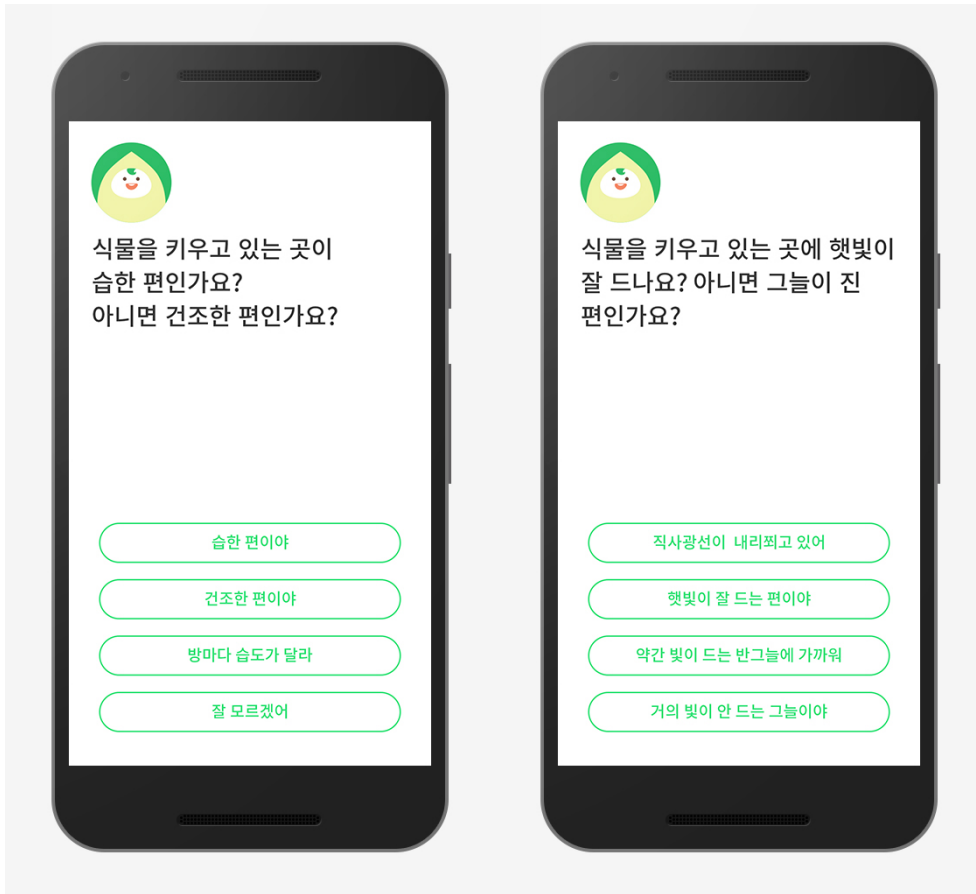 식물을 키우고 있는 곳이
습한 편인가요?
아니면 건조한 편인가요?
습한 편이야
건조한 편이야
방마다 습도가 달라
잘 모르겠어
식물을 키우고 있는 곳에 햇빛이
잘 드나요? 아니면 그늘이 진
편인가요?
직사광선이 내리쬐고 있어
햇빛이 잘 드는 편이야
약간 빛이 드는 반그늘에 가까워
거의 빛이 안 드는 그늘이야